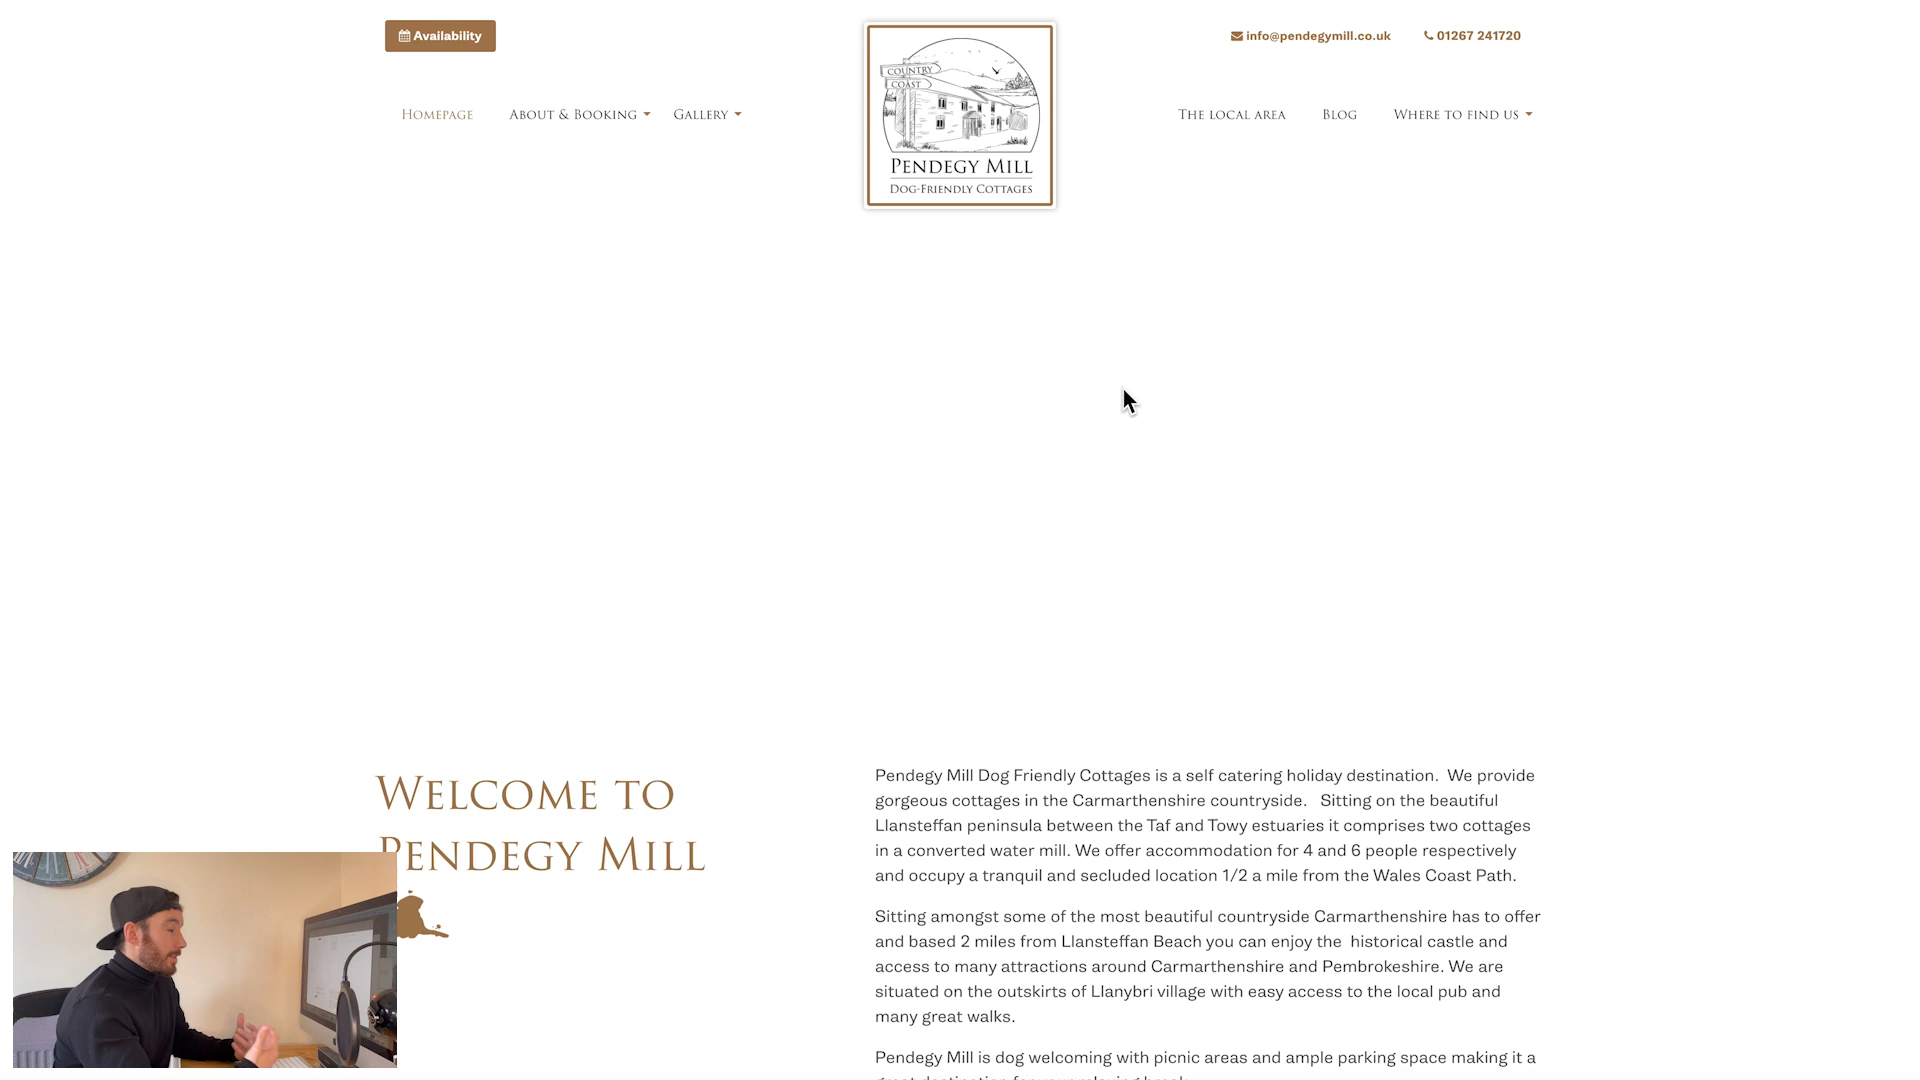 Availability
info@pendegymill.co.uk
01267 241720
Homepage
About & Booking
Gallery
COUNTRY
COAST
Pendegy Mill
Dog-Friendly Cottages
The local area
Blog
Where to find us
Welcome to
Pendegy Mill
Pendegy Mill Dog Friendly Cottages is a self catering holiday destination.  We provide
gorgeous cottages in the Carmarthenshire countryside.   Sitting on the beautiful
Llansteffan peninsula between the Taf and Towy estuaries it comprises two cottages
in a converted water mill. We offer accommodation for 4 and 6 people respectively
and occupy a tranquil and secluded location 1/2 a mile from the Wales Coast Path.
Sitting amongst some of the most beautiful countryside Carmarthenshire has to offer
and based 2 miles from Llansteffan Beach you can enjoy the  historical castle and
access to many attractions around Carmarthenshire and Pembrokeshire. We are
situated on the outskirts of Llanybri village with easy access to the local pub and
many great walks.
Pendegy Mill is dog welcoming with picnic areas and ample parking space making it a